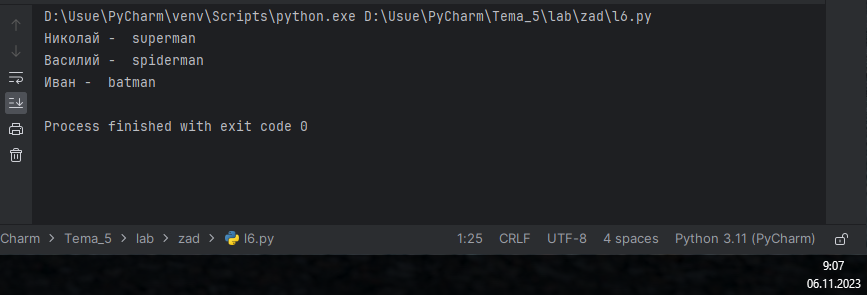 D:\Usue\PyCharm\venv\Scripts\python.exe D:\Usue\PyCharm\Tema_5\lab\zad\l6.py
Николай -  superman
Василий -  spiderman
Иван -  batman
Process finished with exit code 0
Charm > Tema_5 > lab > zad > l6.py 1:25 CRLF UTF-8 4 spaces Python 3.11 (PyCharm)
9:07
06.11.2023